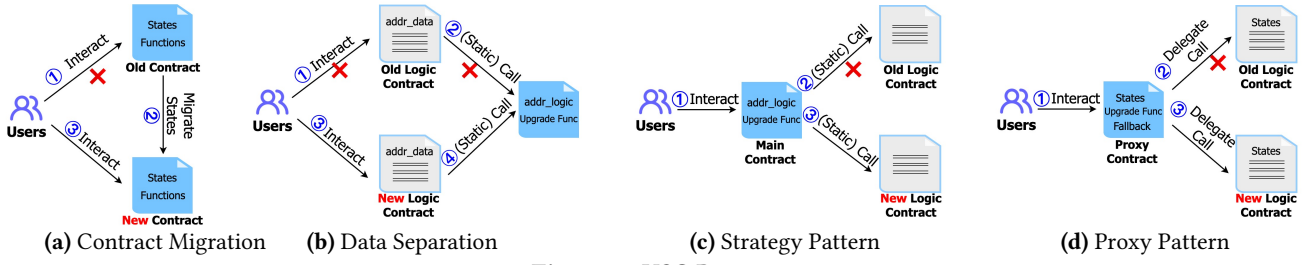 States
Functions
Old Contract
① Interact
② Migrate
States
Users
③ Interact
States
Functions
New Contract
(a) Contract Migration
addr_data
Old Logic
Contract
① Interact
② (Static) Call
Users
addr_logic
Upgrade Func
③ Interact
④ (Static) Call
addr_data
New Logic
Contract
(b) Data Separation
Old Logic
Contract
② (Static) Call
① Interact
Users
addr_logic
Upgrade Func
Main
Contract
③ (Static) Call
New Logic
Contract
(c) Strategy Pattern
States
Old Logic
Contract
② Delegate
Call
① Interact
Users
States
Upgrade Func
Fallback
Proxy
Contract
③ Delegate
Call
States
New Logic
Contract
(d) Proxy Pattern